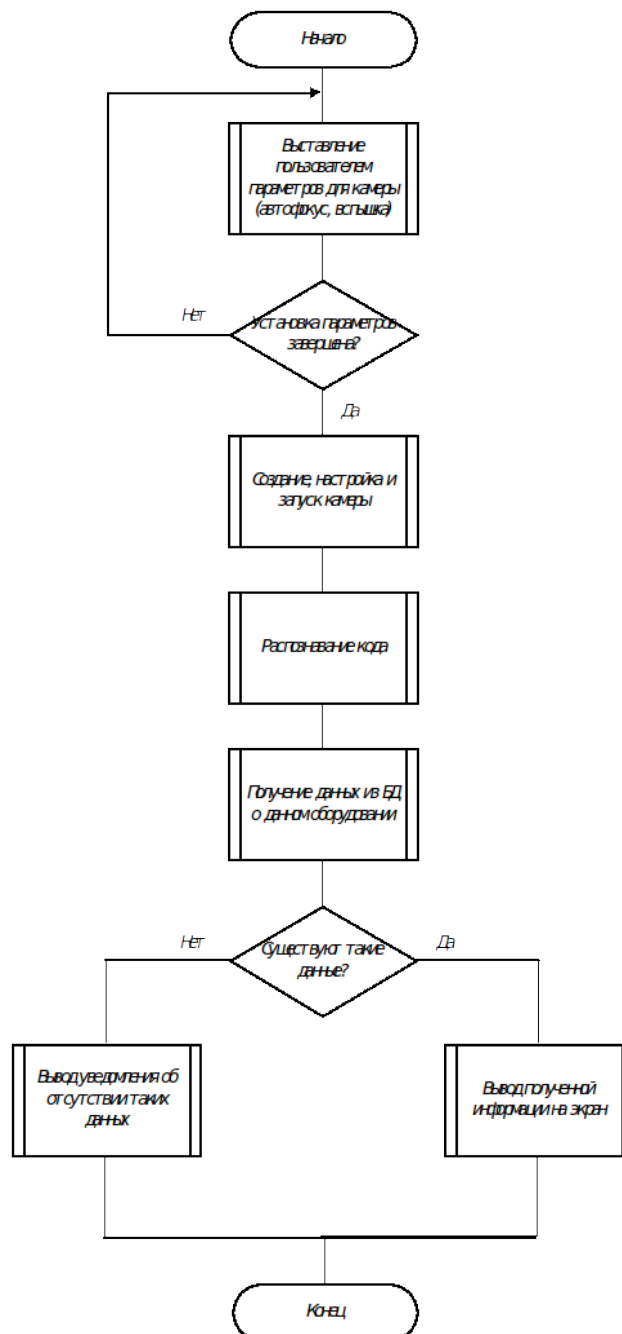 Начало
Выставление
пользователем
параметров для камеры
(автофокус, вспышка)
Нет
Установка параметров
завершена?
Да
Создание, настройка и
запуск камеры
Распознавание кода
Получение данных из БД
о данном оборудовании
Нет
Существуют такие
данные?
Да
Вывод уведомления об
отсутствии таких
данных
Вывод полученной
информации на экран
Конец